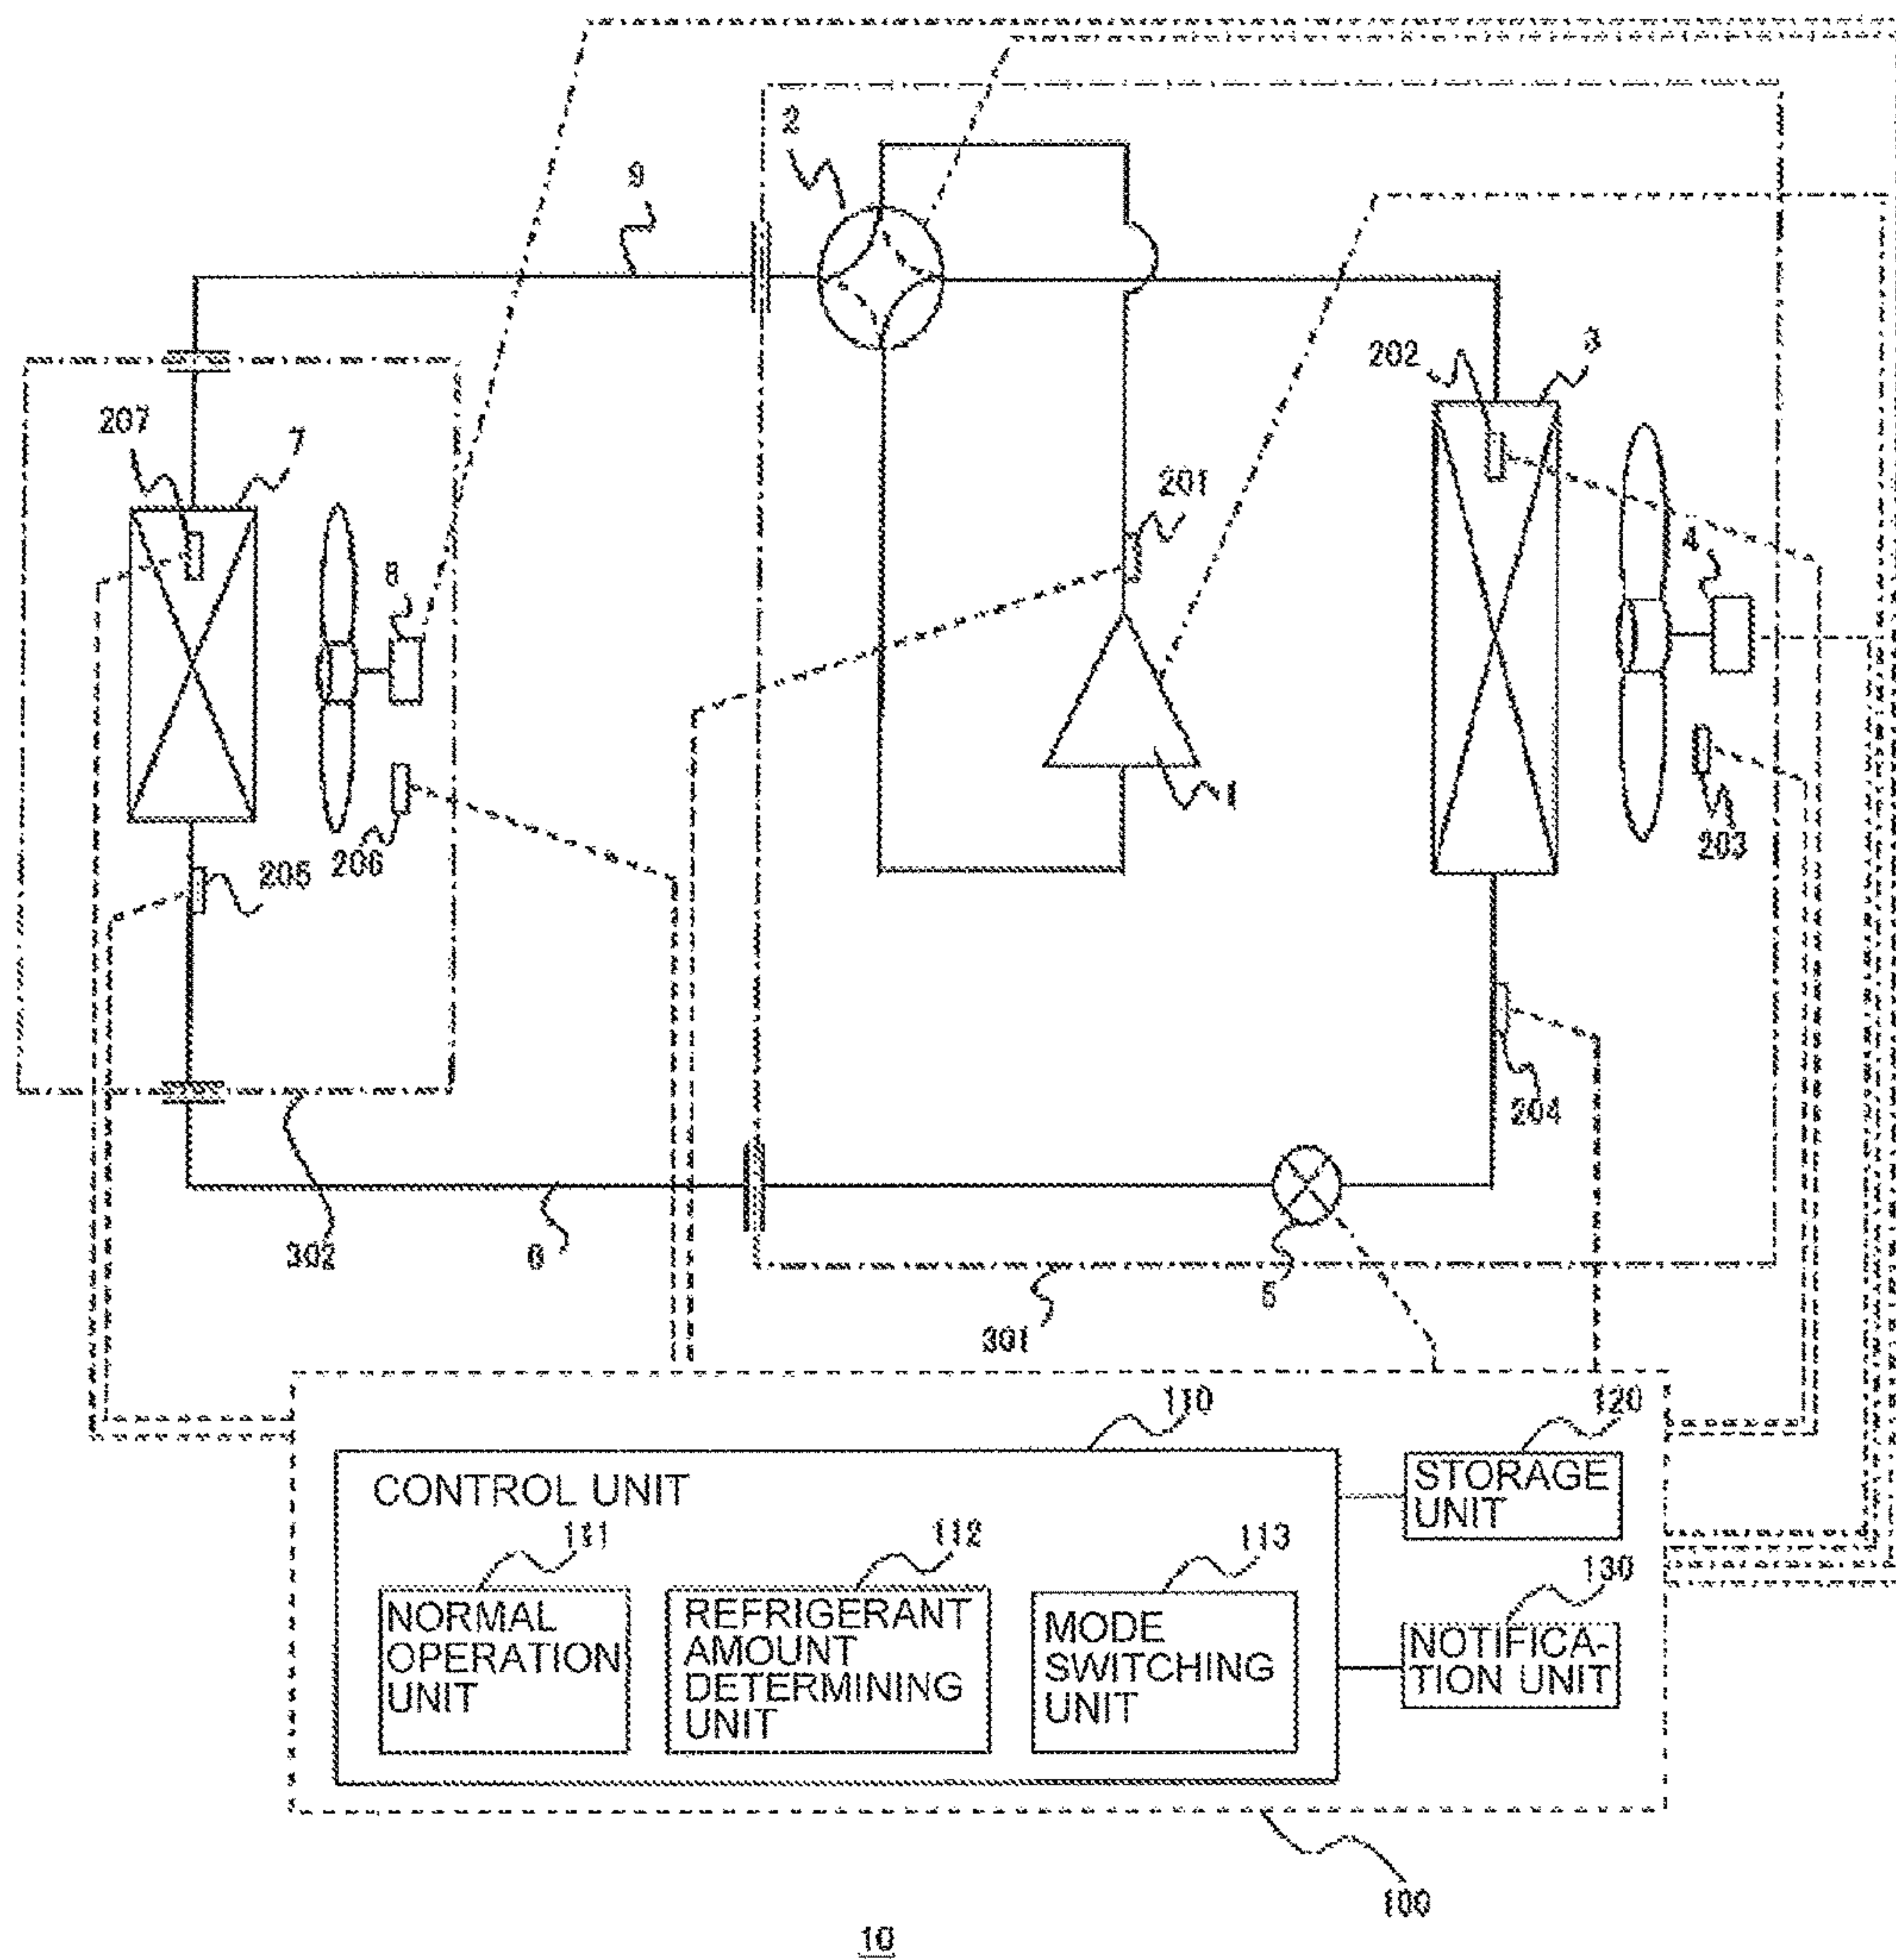 2
9
202
3
207
7
201
4
8
1
206
203
205
204
302
6
5
301
110
120
CONTROL UNIT
STORAGE
UNIT
111
112
113
130
NORMAL
OPERATION
UNIT
REFRIGERANT
AMOUNT
DETERMINING
UNIT
MODE
SWITCHING
UNIT
NOTIFICA-
TION UNIT
100
10